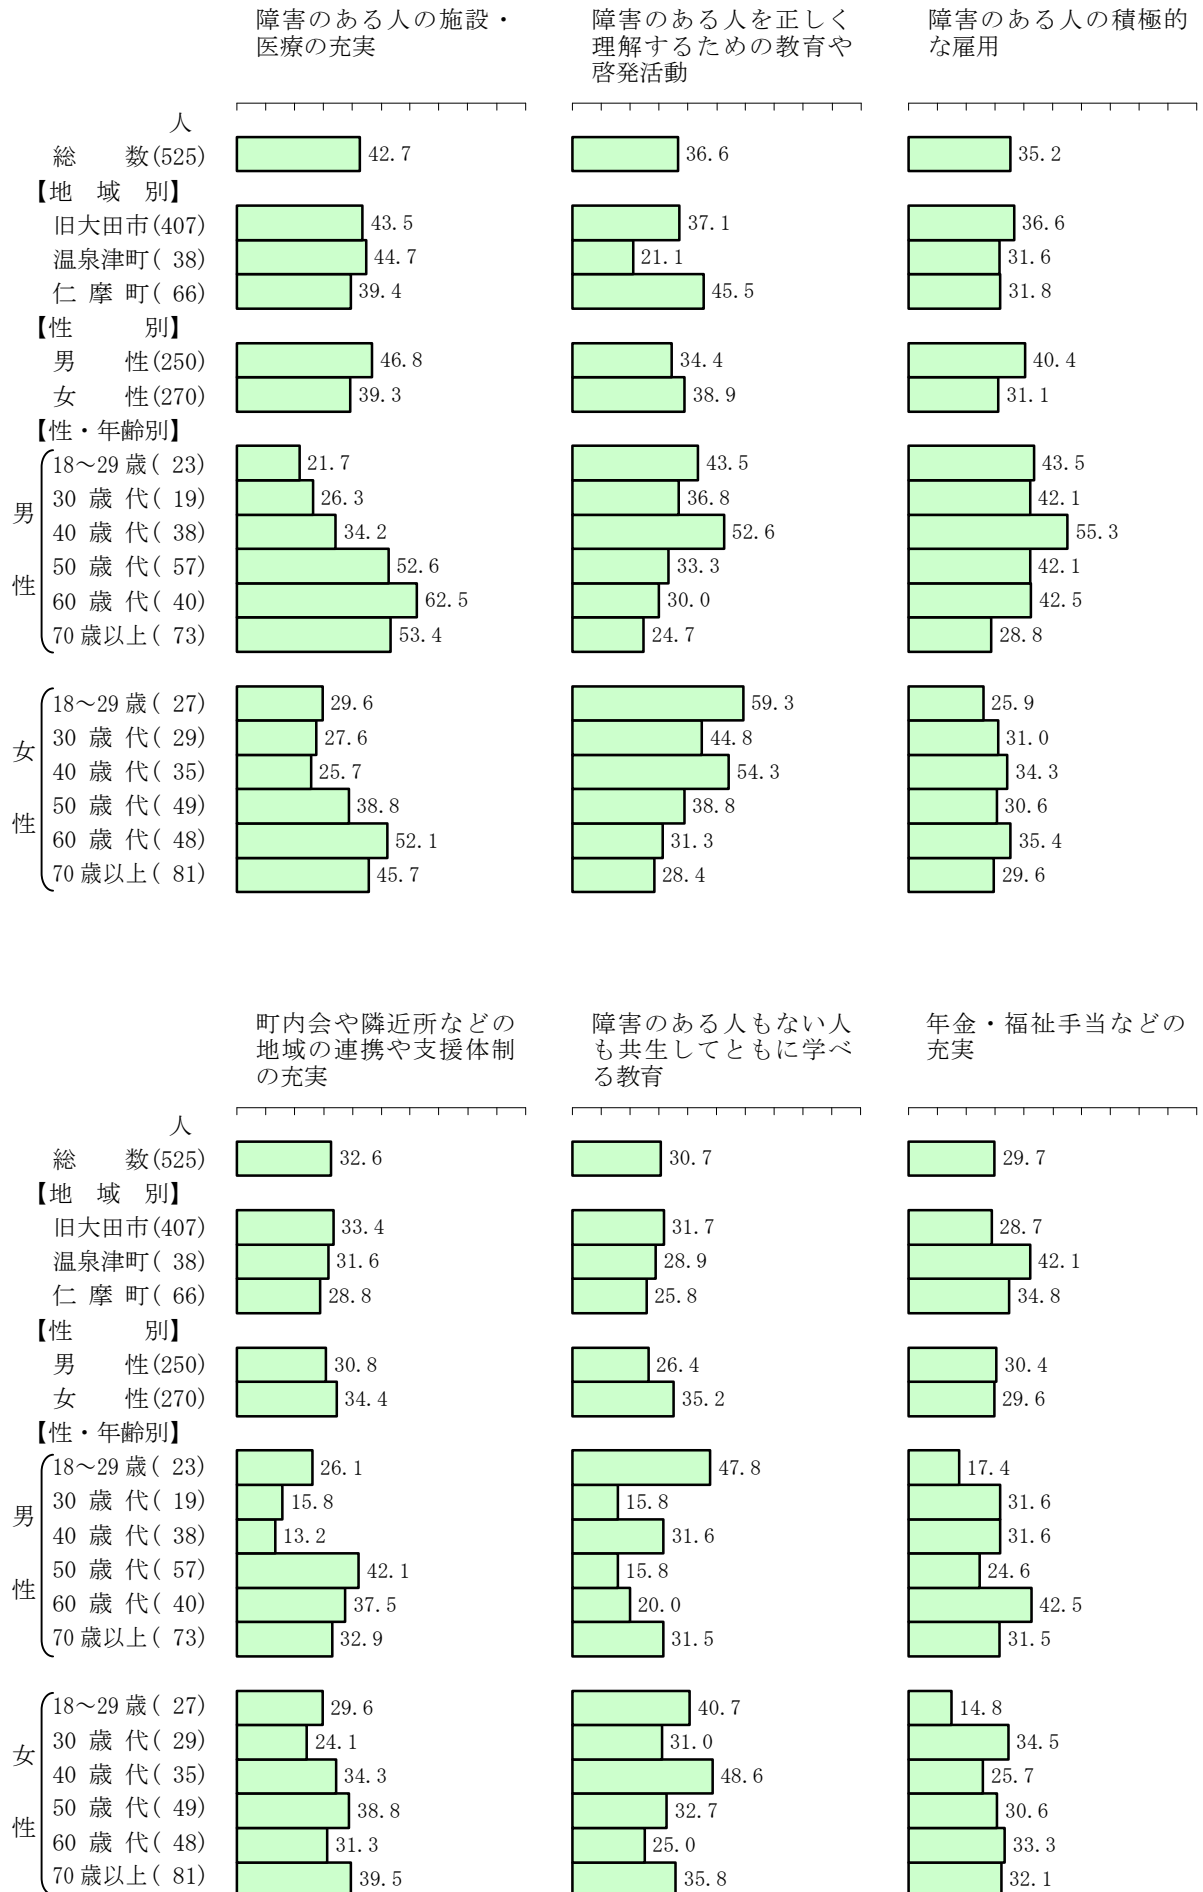 障害のある人の施設・
医療の充実
障害のある人を正しく
理解するための教育や
啓発活動
障害のある人の積極的
な雇用
人
総　数(525) 42.7 36.6 35.2
【地 域 別】
旧大田市(407) 43.5 37.1 36.6
温泉津町( 38) 44.7 21.1 31.6
仁 摩 町( 66) 39.4 45.5 31.8
【性　別】
男　性(250) 46.8 34.4 40.4
女　性(270) 39.3 38.9 31.1
【性・年齢別】
男性
18～29歳( 23) 21.7 43.5 43.5
30 歳 代( 19) 26.3 36.8 42.1
40 歳 代( 38) 34.2 52.6 55.3
50 歳 代( 57) 52.6 33.3 42.1
60 歳 代( 40) 62.5 30.0 42.5
70歳以上( 73) 53.4 24.7 28.8
女性
18～29歳( 27) 29.6 59.3 25.9
30 歳 代( 29) 27.6 44.8 31.0
40 歳 代( 35) 25.7 54.3 34.3
50 歳 代( 49) 38.8 38.8 30.6
60 歳 代( 48) 52.1 31.3 35.4
70歳以上( 81) 45.7 28.4 29.6
町内会や隣近所などの
地域の連携や支援体制
の充実
障害のある人もない人
も共生してともに学べ
る教育
年金・福祉手当などの
充実
人
総　数(525) 32.6 30.7 29.7
【地 域 別】
旧大田市(407) 33.4 31.7 28.7
温泉津町( 38) 31.6 28.9 42.1
仁 摩 町( 66) 28.8 25.8 34.8
【性　別】
男　性(250) 30.8 26.4 30.4
女　性(270) 34.4 35.2 29.6
【性・年齢別】
男性
18～29歳( 23) 26.1 47.8 17.4
30 歳 代( 19) 15.8 15.8 31.6
40 歳 代( 38) 13.2 31.6 31.6
50 歳 代( 57) 42.1 15.8 24.6
60 歳 代( 40) 37.5 20.0 42.5
70歳以上( 73) 32.9 31.5 31.5
女性
18～29歳( 27) 29.6 40.7 14.8
30 歳 代( 29) 24.1 31.0 34.5
40 歳 代( 35) 34.3 48.6 25.7
50 歳 代( 49) 38.8 32.7 30.6
60 歳 代( 48) 31.3 25.0 33.3
70歳以上( 81) 39.5 35.8 32.1